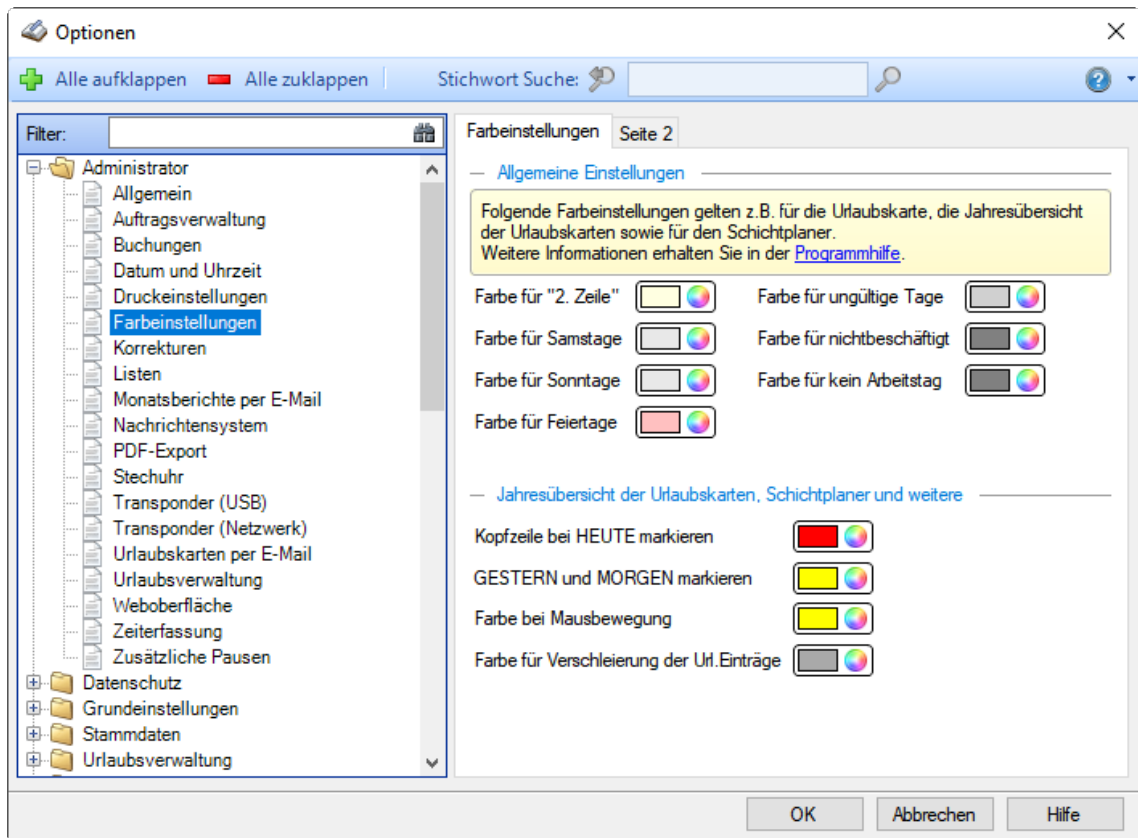 Optionen
Alle aufklappen
Alle zuklappen
Stichwort Suche:
Filter:
Administrator
Allgemein
Auftragsverwaltung
Buchungen
Datum und Uhrzeit
Druckeinstellungen
Farbeinstellungen
Korrekturen
Listen
Monatsberichte per E-Mail
Nachrichtensystem
PDF-Export
Stechuhr
Transponder (USB)
Transponder (Netzwerk)
Urlaubskarten per E-Mail
Urlaubsverwaltung
Weboberfläche
Zeiterfassung
Zusätzliche Pausen
Datenschutz
Grundeinstellungen
Stammdaten
Urlaubsverwaltung
Farbeinstellungen
Seite 2
Allgemeine Einstellungen
Folgende Farbeinstellungen gelten z.B. für die Urlaubskarte, die Jahresübersicht
der Urlaubskarten sowie für den Schichtplaner.
Weitere Informationen erhalten Sie in der Programmhilfe.
Farbe für "2. Zeile"
Farbe für ungültige Tage
Farbe für Samstage
Farbe für nichtbeschäftigt
Farbe für Sonntage
Farbe für kein Arbeitstag
Farbe für Feiertage
Jahresübersicht der Urlaubskarten, Schichtplaner und weitere
Kopfzeile bei HEUTE markieren
GESTERN und MORGEN markieren
Farbe bei Mausbewegung
Farbe für Verschleierung der Url.Einträge
OK
Abbrechen
Hilfe